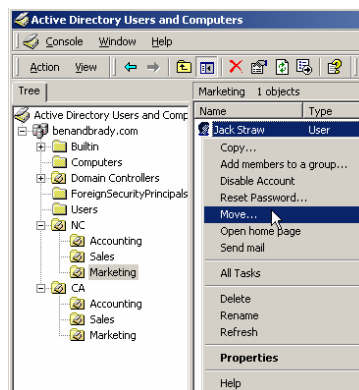 Active Directory Users and Computers
Console Window Help
Action View
Tree
Marketing 1 objects
Active Directory Users and Comp
benandbrady.com
Builtin
Computers
Domain Controllers
ForeignSecurityPrincipals
Users
NC
Accounting
Sales
Marketing
CA
Accounting
Sales
Marketing
Name Type
Jack Straw User
Copy...
Add members to a group...
Disable Account
Reset Password...
Move...
Open home page
Send mail
All Tasks
Delete
Rename
Refresh
Properties
Help